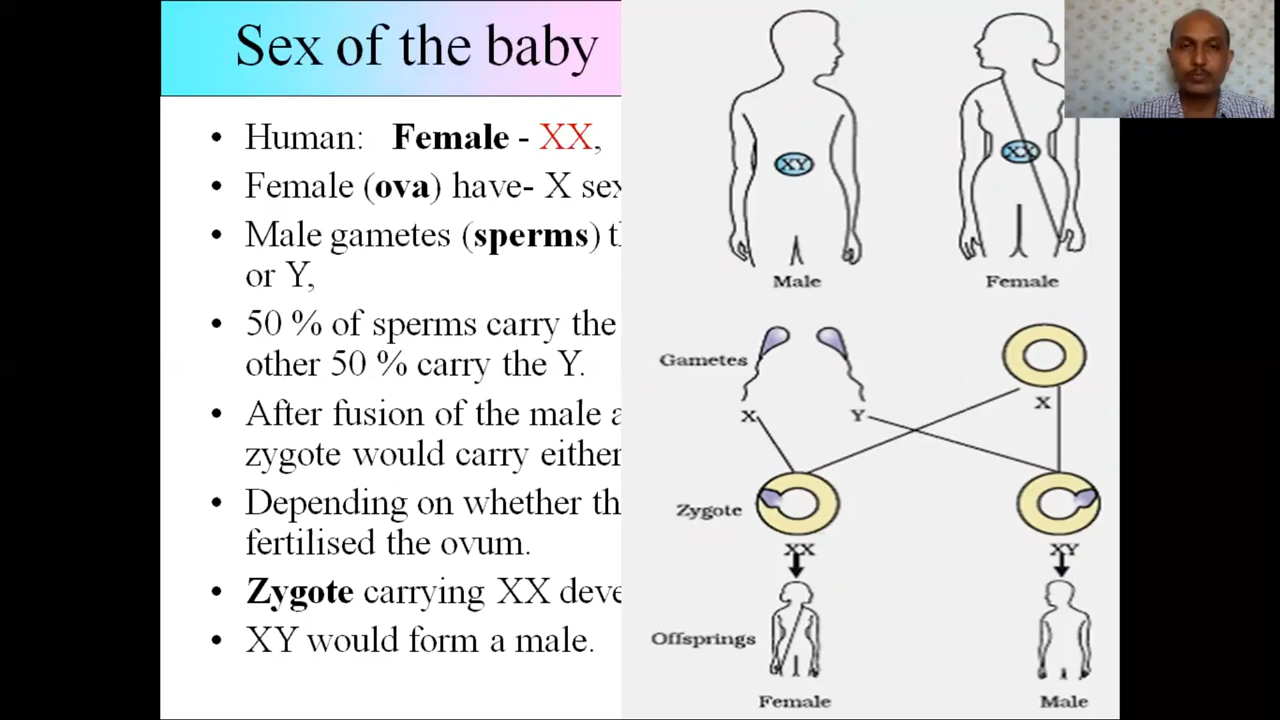 Sex of the baby
• Human: Female - XX,
• Female (ova) have- X sex
• Male gametes (sperms)
or Y,
• 50 % of sperms carry the
other 50 % carry the Y.
• After fusion of the male
zygote would carry either
• Depending on whether
fertilised the ovum.
• Zygote carrying XX
• XY would form a male.
XY
XX
Male
Female
Gametes
X
Y
X
Zygote
XX
XY
Offsprings
Female
Male